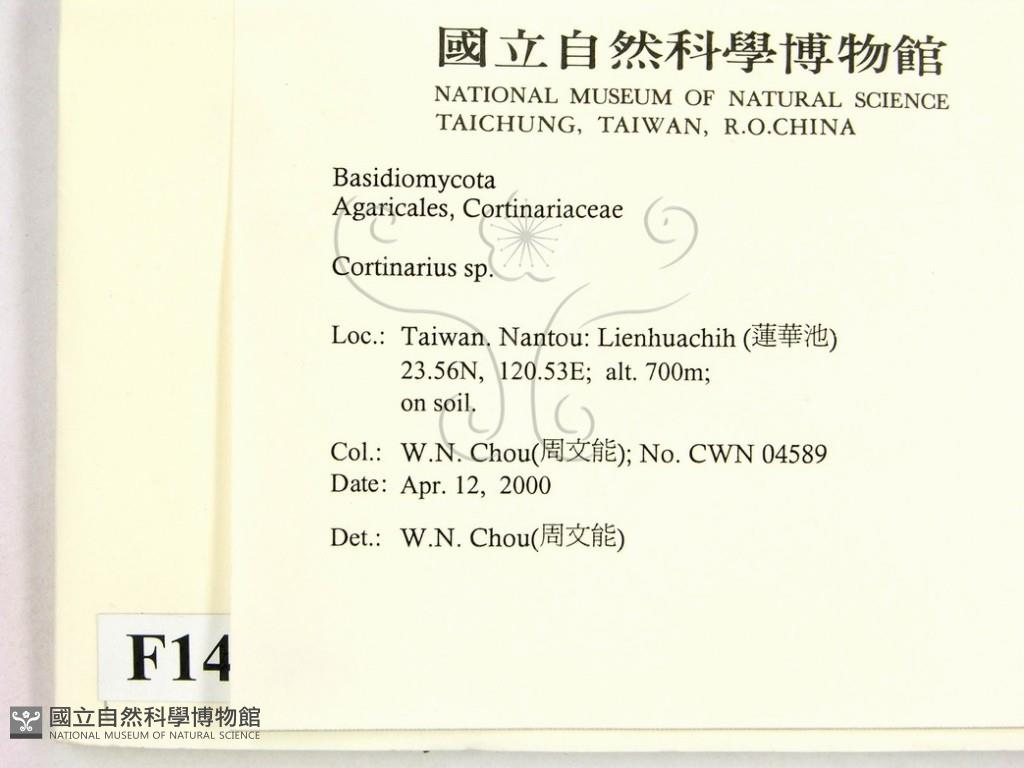 國立自然科學博物館
NATIONAL MUSEUM OF NATURAL SCIENCE
TAICHUNG, TAIWAN, R.O.CHINA
Basidiomycota
Agaricales, Cortinariaceae
Cortinarius sp.
Loc.: Taiwan. Nantou: Lienhuachih (蓮華池)
23.56N, 120.53E; alt. 700m;
on soil.
Col.: W.N. Chou(周文能); No. CWN 04589
Date: Apr. 12, 2000
Det.: W.N. Chou(周文能)
F14
國立自然科學博物館
NATIONAL MUSEUM OF NATURAL SCIENCE